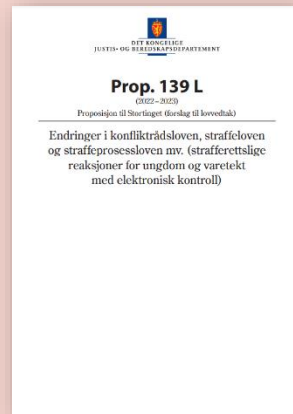 DET KONGELIGE
JUSTIS- OG BEREDSKAPSDEPARTEMENT
Prop. 139 L
(2022–2023)
Proposisjon til Stortinget (forslag til lovvedtak)
Endringer i konfliktrådsloven, straffeloven
og straffeprosessloven mv. (strafferettslige
reaksjoner for ungdom og varetekt
med elektronisk kontroll)